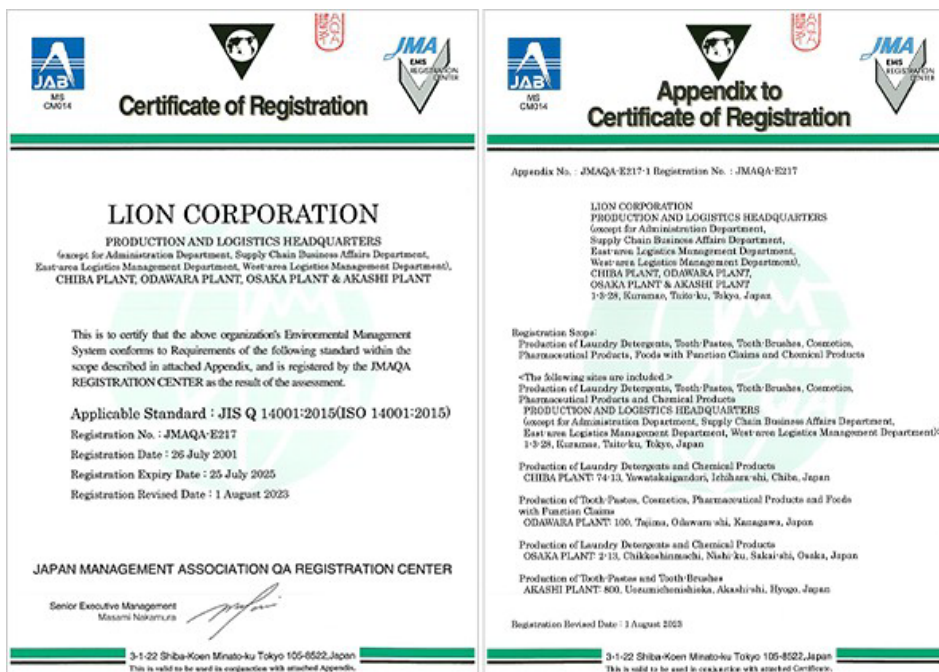 JAB
MS
CM014
JMA
EMS
REGISTRATION
CENTER
Certificate of Registration
LION CORPORATION
PRODUCTION AND LOGISTICS HEADQUARTERS
(except for Administration Department, Supply Chain Business Affairs Department,
East-area Logistics Management Department, West-area Logistics Management Department),
CHIBA PLANT, ODAWARA PLANT, OSAKA PLANT & AKASHI PLANT
This is to certify that the above organization's Environmental Management
System conforms to Requirements of the following standard within the
scope described in attached Appendix, and is registered by the JMAQA
REGISTRATION CENTER as the result of the assessment.
Applicable Standard : JIS Q 14001:2015(ISO 14001:2015)
Registration No. : JMAQA-E217
Registration Date : 26 July 2001
Registration Expiry Date : 25 July 2025
Registration Revised Date : 1 August 2023
JAPAN MANAGEMENT ASSOCIATION QA REGISTRATION CENTER
Senior Executive Management
Masami Nakamura
3-1-22 Shiba-Koen Minato-ku Tokyo 105-8522,Japan
This is valid to be used in conjunction with attached Appendix.
JAB
MS
CM014
JMA
EMS
REGISTRATION
CENTER
Appendix to
Certificate of Registration
Appendix No. : JMAQA-E217-1 Registration No. : JMAQA-E217
LION CORPORATION
PRODUCTION AND LOGISTICS HEADQUARTERS
(except for Administration Department,
Supply Chain Business Affairs Department,
East-area Logistics Management Department,
West-area Logistics Management Department),
CHIBA PLANT, ODAWARA PLANT,
OSAKA PLANT & AKASHI PLANT
1-3-28, Kuramae, Taito-ku, Tokyo, Japan
Registration Scope:
Production of Laundry Detergents, Tooth-Pastes, Tooth-Brushes, Cosmetics,
Pharmaceutical Products, Foods with Function Claims and Chemical Products
<The following sites are included.>
Production of Laundry Detergents, Tooth-Pastes, Tooth-Brushes, Cosmetics,
Pharmaceutical Products and Chemical Products
PRODUCTION AND LOGISTICS HEADQUARTERS
(except for Administration Department, Supply Chain Business Affairs Department,
East-area Logistics Management Department, West-area Logistics Management Department)
1-3-28, Kuramae, Taito-ku, Tokyo, Japan
Production of Laundry Detergents and Chemical Products
CHIBA PLANT: 74-13, Yawatakaigandori, Ichihara-shi, Chiba, Japan
Production of Tooth-Pastes, Cosmetics, Pharmaceutical Products and Foods
with Function Claims
ODAWARA PLANT: 100, Tajima, Odawara-shi, Kanagawa, Japan
Production of Laundry Detergents and Chemical Products
OSAKA PLANT: 2-13, Chikkoshinmachi, Nishi-ku, Sakai-shi, Osaka, Japan
Production of Tooth-Pastes and Tooth-Brushes
AKASHI PLANT: 800, Uozumichonishioka, Akashi-shi, Hyogo, Japan
Registration Revised Date : 1 August 2023
3-1-22 Shiba-Koen Minato-ku Tokyo 105-8522,Japan
This is valid to be used in conjunction with attached Certificate.